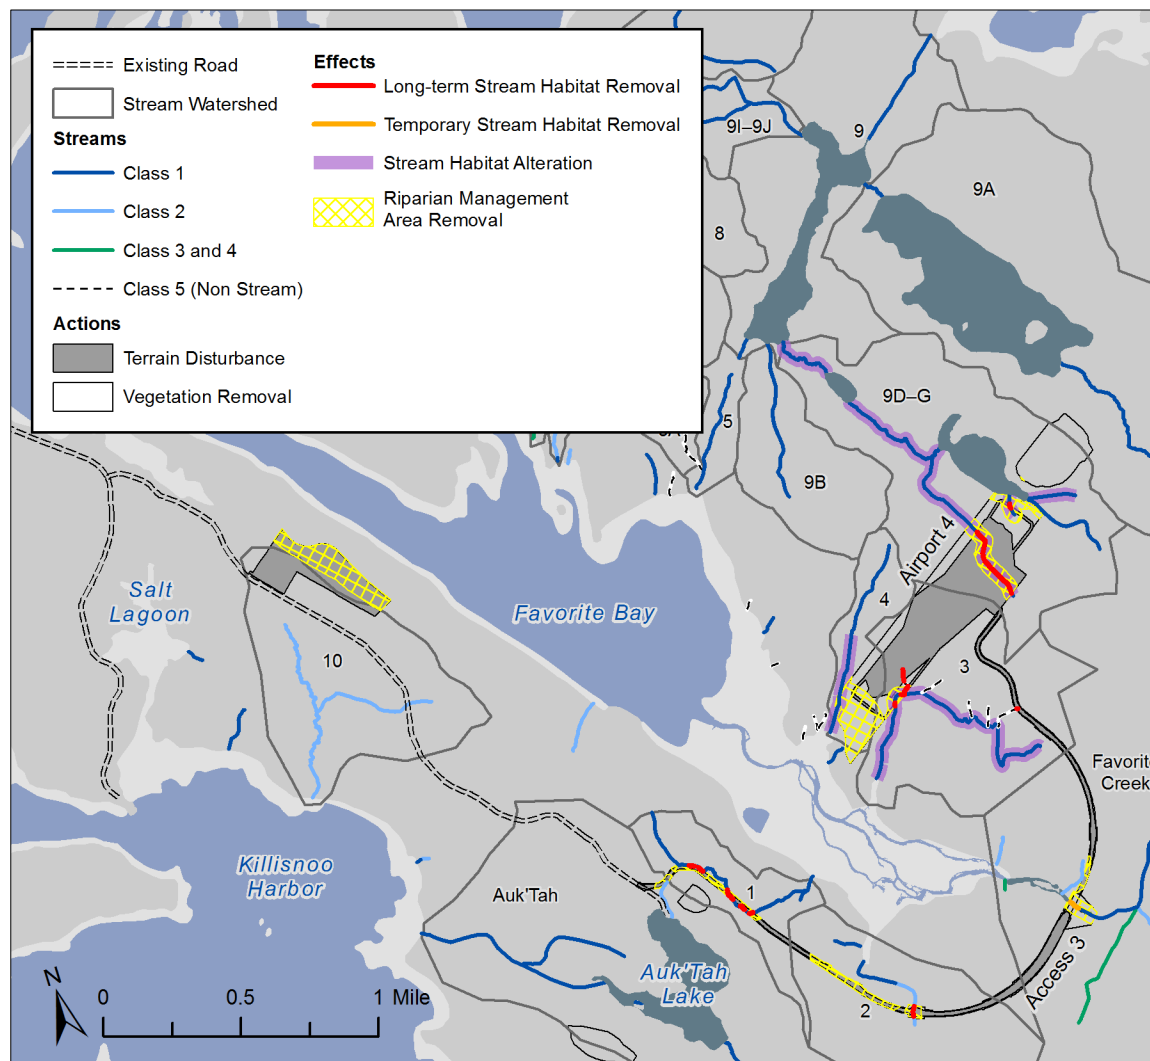 Existing Road
Stream Watershed
Streams
Class 1
Class 2
Class 3 and 4
Class 5 (Non Stream)
Actions
Terrain Disturbance
Vegetation Removal
Effects
Long-term Stream Habitat Removal
Temporary Stream Habitat Removal
Stream Habitat Alteration
Riparian Management
Area Removal
9I–9J
9
9A
8
9D–G
5
9B
Airport 4
4
3
Salt
Lagoon
10
Favorite Bay
Favorite
Creek
Killisnoo
Harbor
Auk'Tah
1
Auk'Tah
Lake
2
Access 3
N
0
0.5
1 Mile